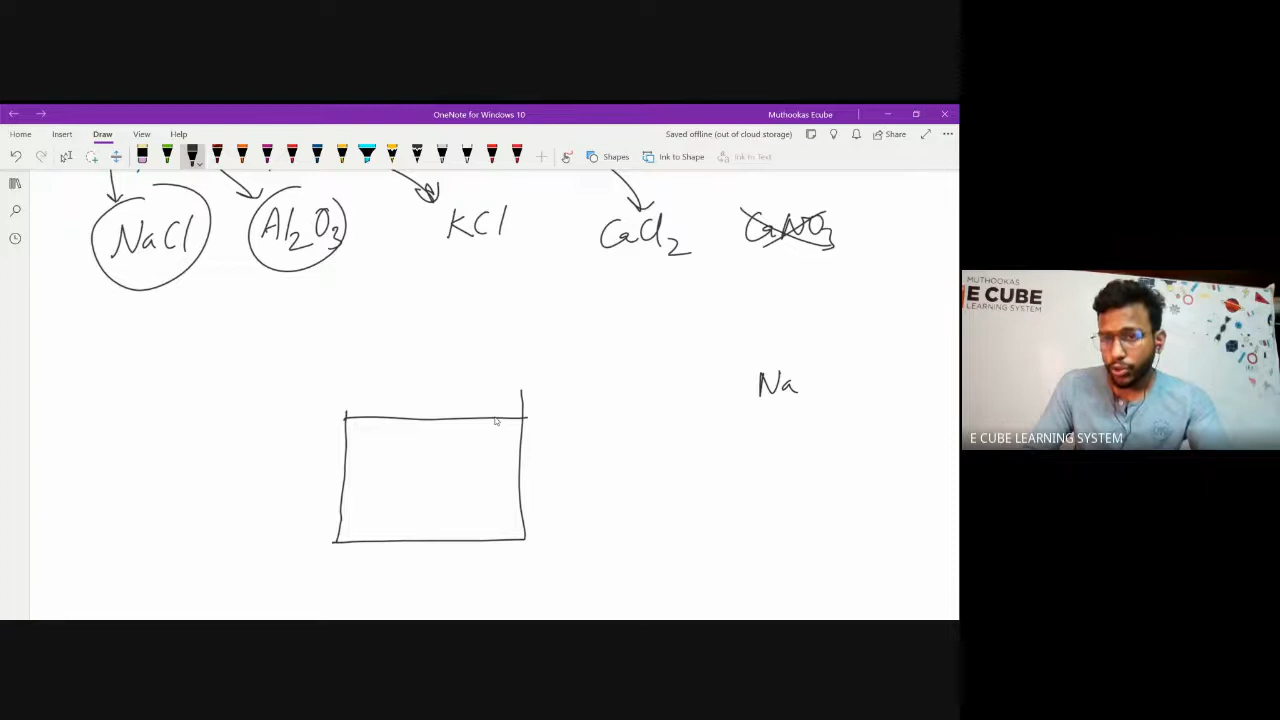 OneNote for Windows 10
Muthookas Ecube
Home Insert Draw View Help
Saved offline (out of cloud storage) Share
Shapes Ink to Shape Ink to Text
NaCl Al2O3 KCl CaCl2 CaNO3
Na
MUTHOOKAS
E CUBE
LEARNING SYSTEM
E CUBE LEARNING SYSTEM